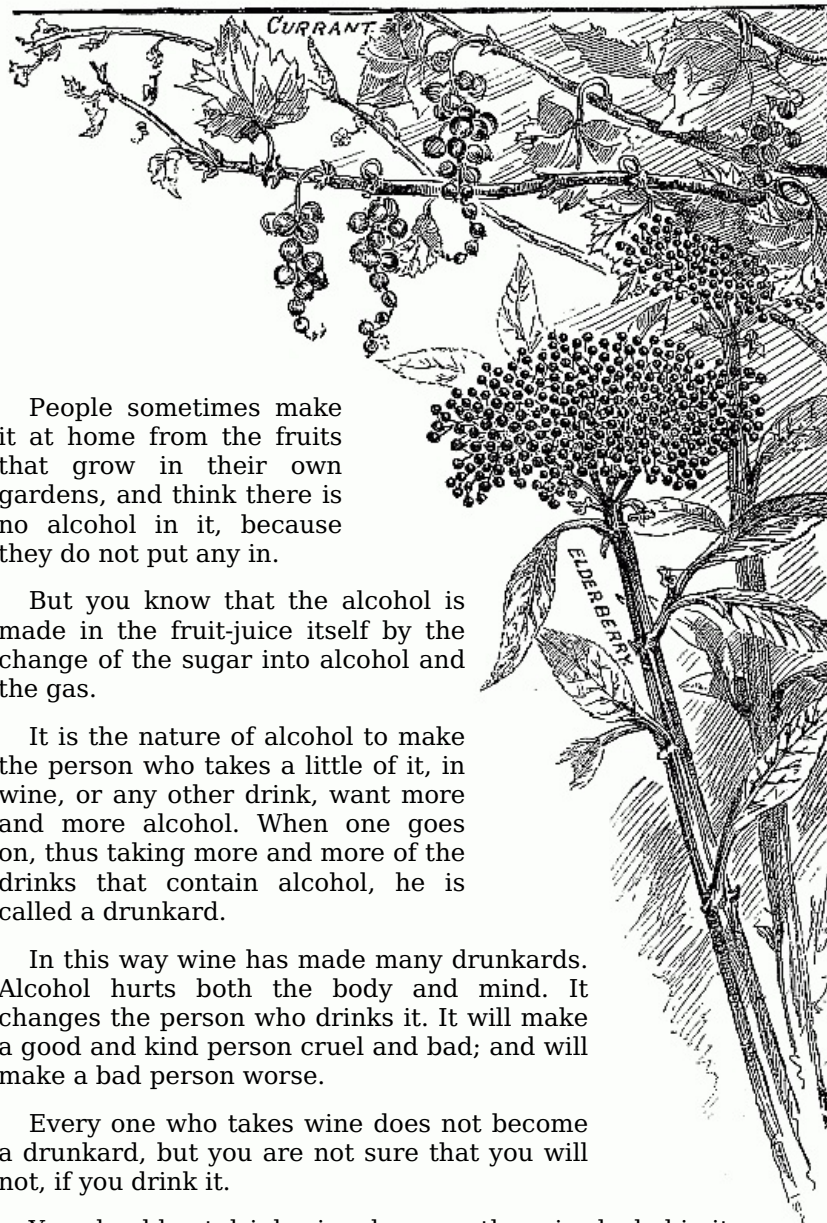 CURRANT
People sometimes make
it at home from the fruits
that grow in their own
gardens, and think there is
no alcohol in it, because
they do not put any in.
But you know that the alcohol is
made in the fruit-juice itself by the
change of the sugar into alcohol and
the gas.
ELDERBERRY
It is the nature of alcohol to make
the person who takes a little of it, in
wine, or any other drink, want more
and more alcohol. When one goes
on, thus taking more and more of the
drinks that contain alcohol, he is
called a drunkard.
In this way wine has made many drunkards.
Alcohol hurts both the body and mind. It
changes the person who drinks it. It will make
a good and kind person cruel and bad; and will
make a bad person worse.
Every one who takes wine does not become
a drunkard, but you are not sure that you will
not, if you drink it.